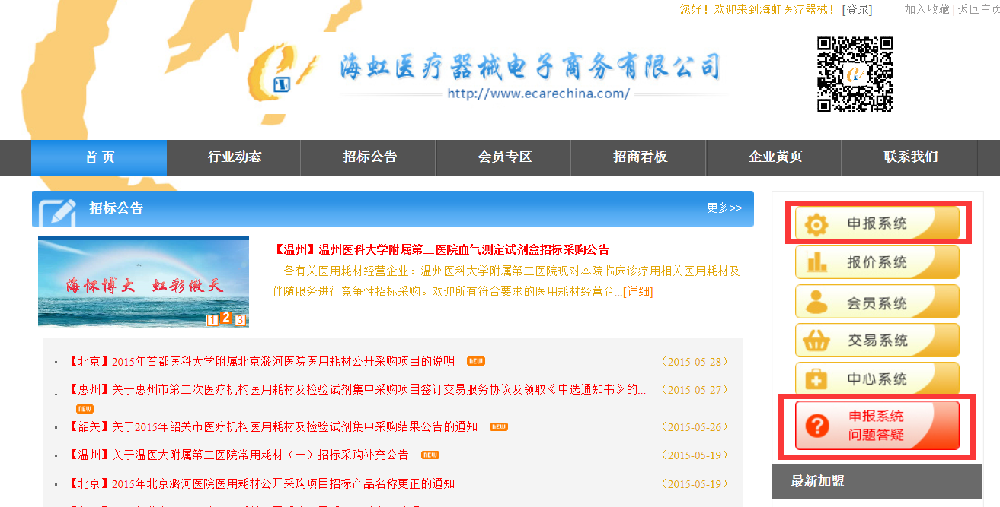 您好！欢迎来到海虹医疗器械！ [登录] 加入收藏 | 返回主页
海虹医疗器械电子商务有限公司
http://www.ecarechina.com/
首 页 行业动态 招标公告 会员专区 招商看板 企业黄页 联系我们
招标公告 更多>>
海怀博大 虹彩傲天
1 2 3
【温州】温州医科大学附属第二医院血气测定试剂盒招标采购公告
各有关医用耗材经营企业：温州医科大学附属第二医院现对本院临床诊疗用相关医用耗材及
伴随服务进行竞争性招标采购。欢迎所有符合要求的医用耗材经营企...[详细]
· 【北京】2015年首都医科大学附属北京潞河医院医用耗材公开采购项目的说明 NEW （2015-05-28）
· 【惠州】关于惠州市第二次医疗机构医用耗材及检验试剂集中采购项目签订交易服务协议及领取《中选通知书》的... （2015-05-27）
NEW
· 【韶关】关于2015年韶关市医疗机构医用耗材及检验试剂集中采购结果公告的通知 NEW （2015-05-26）
· 【温州】关于温医大附属第二医院常用耗材（一）招标采购补充公告 NEW （2015-05-19）
· 【北京】2015年北京潞河医院医用耗材公开采购项目招标产品名称更正的通知 （2015-05-19）
申报系统
报价系统
会员系统
交易系统
中心系统
申报系统
问题答疑
最新加盟